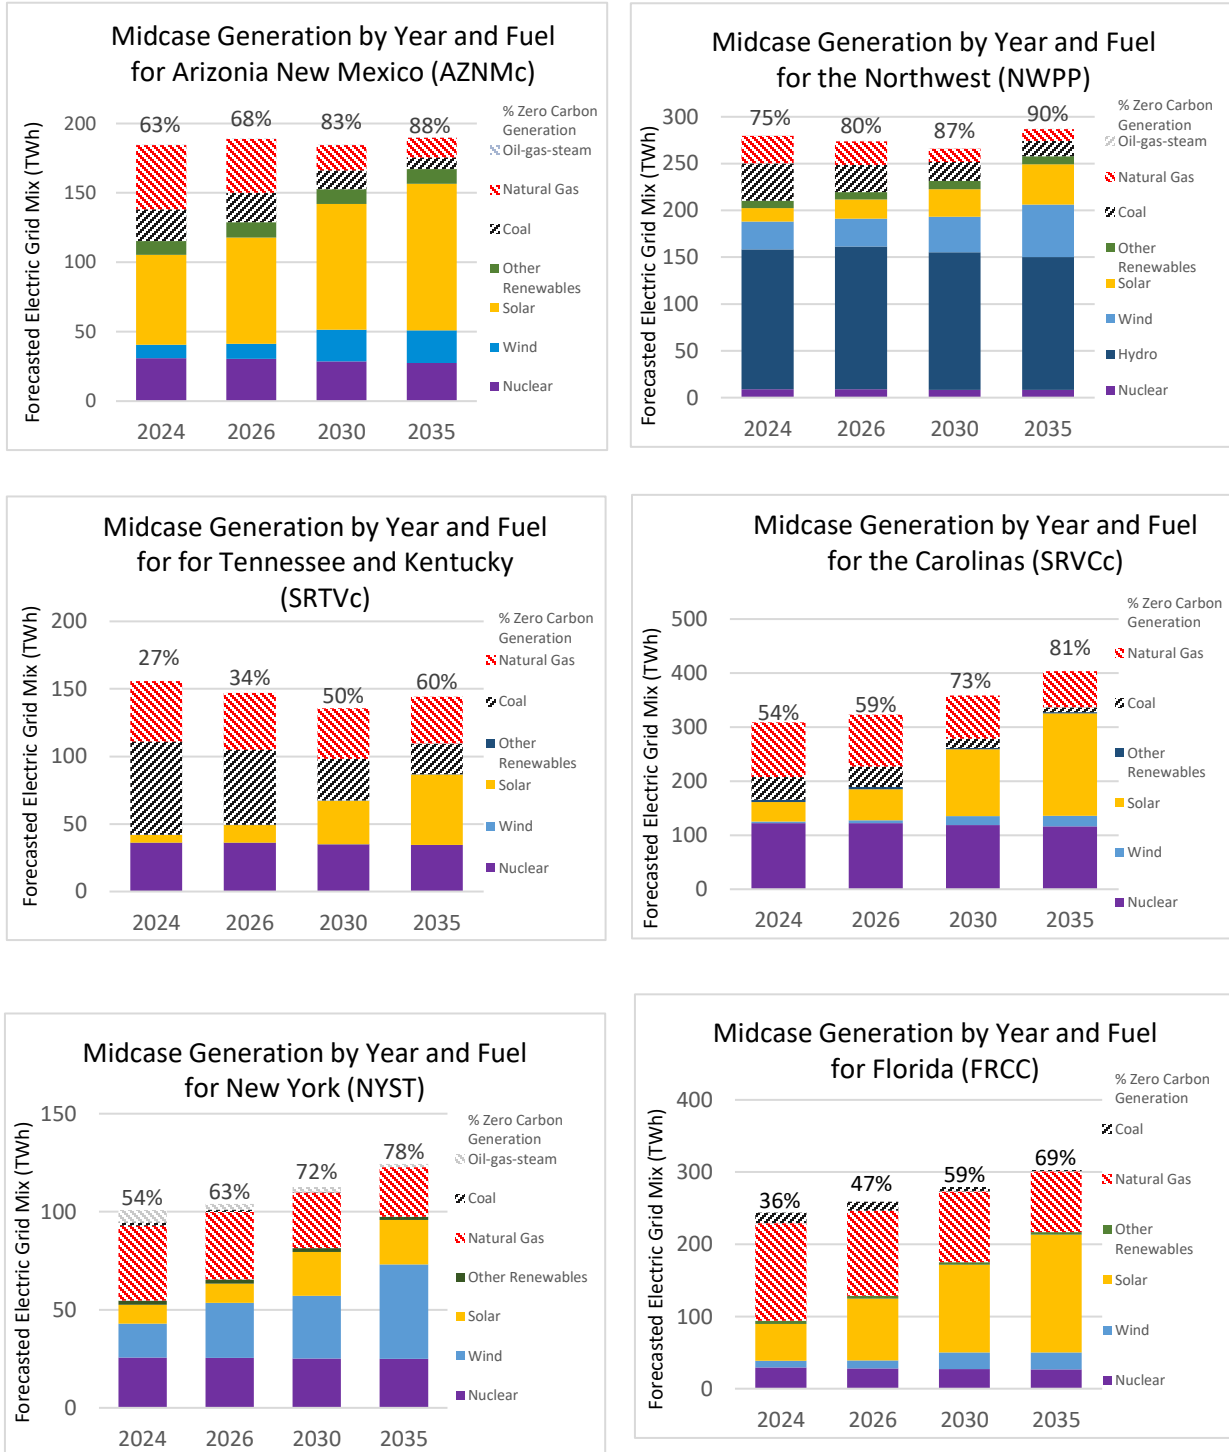 Midcase Generation by Year and Fuel
for Arizonia New Mexico (AZNMc)
Forecasted Electric Grid Mix (TWh)
200
150
100
50
0
63%
68%
83%
88%
2024
2026
2030
2035
% Zero Carbon
Generation
Oil-gas-steam
Natural Gas
Coal
Other
Renewables
Solar
Wind
Nuclear
Midcase Generation by Year and Fuel
for the Northwest (NWPP)
Forecasted Electric Grid Mix (TWh)
300
250
200
150
100
50
0
75%
80%
87%
90%
2024
2026
2030
2035
% Zero Carbon
Generation
Oil-gas-steam
Natural Gas
Coal
Other
Renewables
Solar
Wind
Hydro
Nuclear
Midcase Generation by Year and Fuel
for for Tennessee and Kentucky
(SRTVc)
Forecasted Electric Grid Mix (TWh)
200
150
100
50
0
27%
34%
50%
60%
2024
2026
2030
2035
% Zero Carbon
Generation
Natural Gas
Coal
Other
Renewables
Solar
Wind
Nuclear
Midcase Generation by Year and Fuel
for the Carolinas (SRVCc)
Forecasted Electric Grid Mix (TWh)
500
400
300
200
100
0
54%
59%
73%
81%
2024
2026
2030
2035
% Zero Carbon
Generation
Natural Gas
Coal
Other
Renewables
Solar
Wind
Nuclear
Midcase Generation by Year and Fuel
for New York (NYST)
Forecasted Electric Grid Mix (TWh)
150
100
50
0
54%
63%
72%
78%
2024
2026
2030
2035
% Zero Carbon
Generation
Oil-gas-steam
Coal
Natural Gas
Other Renewables
Solar
Wind
Nuclear
Midcase Generation by Year and Fuel
for Florida (FRCC)
Forecasted Electric Grid Mix (TWh)
400
300
200
100
0
36%
47%
59%
69%
2024
2026
2030
2035
% Zero Carbon
Generation
Coal
Natural Gas
Other
Renewables
Solar
Wind
Nuclear